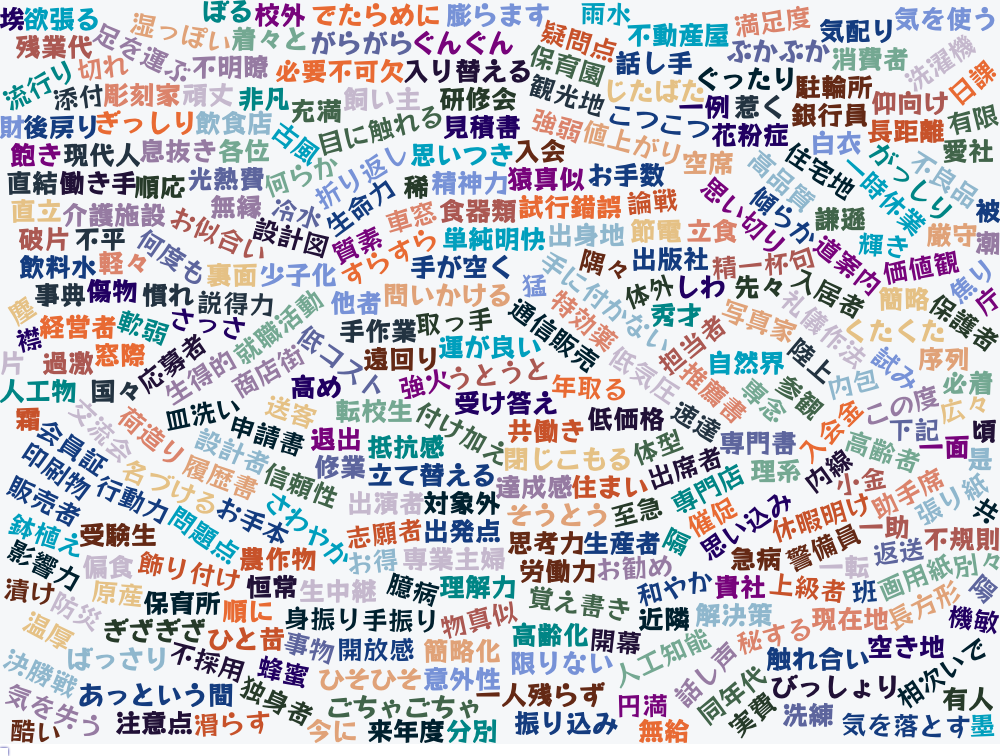 埃 欲張る ぼる 校外 でたらめに 膨らます 雨水 不動産屋 満足度 気配り 気を使う
残業代 足を運ぶ 湿っぽい 着々と がらがら ぐんぐん 疑問点 話し手 ぷかぷか 消費者 洗濯機
流行り 切れ 不明瞭 必要不可欠 入り替える 保育園 ぐったり 駐輪所 日課
添付 彫刻家 頑丈 非凡 充満 飼い主 研修会 観光地 じたばた 一例 惹く 銀行員 仰向け 有限
財 後戻り ぎっしり 飲食店 古風 目に触れる 見積書 強弱 値上がり こつこつ 花粉症 白衣 長距離
飽き 現代人 息抜き 各位 何らか 折り返し 思いつき 入会 空席 高品質 住宅地 一時休業 がっしり 不良品 愛社
直結 働き手 順応 光熱費 生命力 稀 精神力 猿真似 お手数 思い切り 傾らか 被
直立 介護施設 お似合い 無縁 冷水 設計図 質素 車窓 食器類 試行錯誤 論戦 謙遜 輝き 厳守 潮
破片 不平 何度も すらすら 単純明快 出身地 節電 立食 道案内 価値観 焦り
飲料水 軽々 裏面 少子化 手が空く 手に付かない 隅々 出版社 精一杯 句 入居者 庁
塵 事典 傷物 慣れ 説得力 他者 問いかける 猛 特効薬 体外 しわ 先々 礼儀作法 簡略 保護者
襟 経営者 軟弱 さっさ 就職活動 手作業 取っ手 通信販売 秀才 写真家 くたくた
片 過激 窓際 応募者 生得的 商店街 低コスト 遠回り 運が良い 低気圧 担当者 自然界 陸上 試み 序列
人工物 国々 高め 強火 うとうと 年取る 推薦書 専念 参観 内包 必着
霜 交流会 荷造り 皿洗い 申請書 送客 転校生 付け加え 受け答え 低価格 速達 入会金 この度 広々
会員証 設計者 退出 抵抗感 共働き 体型 専門書 高齢者 下記 一面 頃
印刷物 行動力 名づける 履歴書 信頼性 修業 立て替える 閉じこもる 出席者 専門店 理系 内線 小金 是
販売者 問題点 お手本 さわやか 出演者 対象外 達成感 住まい 至急 催促 思い込み 休暇明け 助手席 張り紙 共
鉢植え 受験生 志願者 出発点 そうとう 思考力 生産者 隔 急病 警備員 一助 不規則
影響力 偏食 飾り付け 農作物 お得 専業主婦 労働力 お勧め 一転 返送 別々
漬け 防災 原産 保育所 恒常 生中継 臆病 理解力 覚え書き 和やか 貴社 上級者 班 画用紙
温厚 ぎざぎざ 順に ひと昔 事物 身振り手振り 物真似 高齢化 開幕 近隣 解決策 秘する 現在地 長方形 機敏
決勝戦 ばっさり 不採用 蜂蜜 開放感 簡略化 限りない 人工知能 話し声 触れ合い 空き地
気を失う あっという間 独身者 ひそひそ 意外性 一人残らず 円満 同年代 びっしょり 相次いで 有人
酷い 注意点 滑らす 今に ごちゃごちゃ 来年度 分別 振り込み 無給 実費 洗練 気を落とす 墨